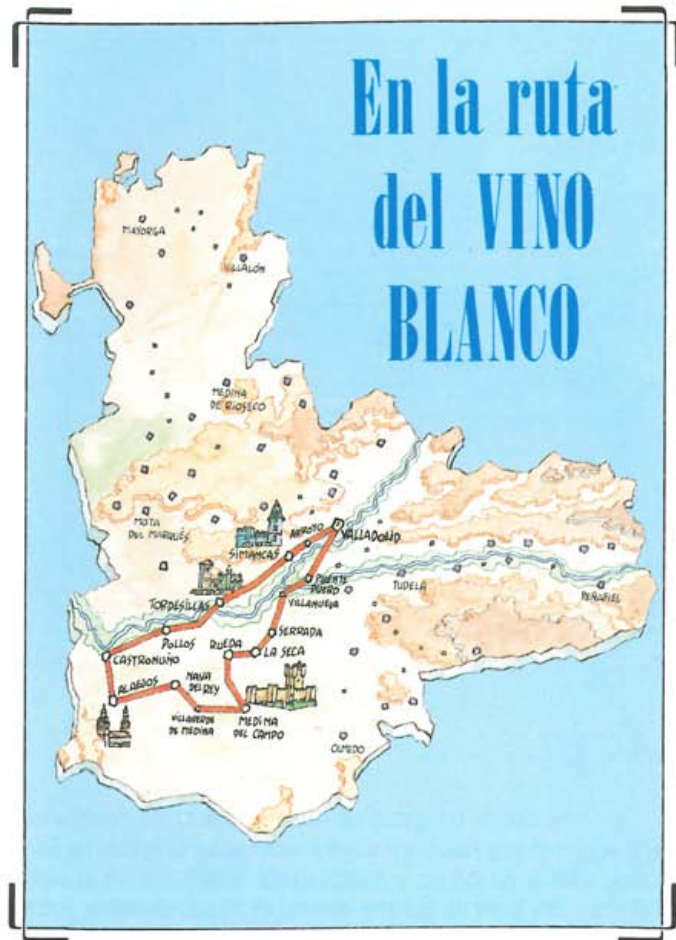 En la ruta
del VINO
BLANCO
MAYORGA
VILLALÓN
MEDINA
DE RIOSECO
MOTA
DEL MARQUÉS
ARROYO
VALLADOLID
SIMANCAS
PUENTE
DUERO
TUDELA
PEÑAFIEL
TORDESILLAS
VILLANUEVA
POLLOS
SERRADA
CASTRONUÑO
RUEDA
LA SECA
ALAEJOS
NAVA
DEL REY
VILLAVERDE
DE MEDINA
MEDINA
DEL CAMPO
OLMEDO